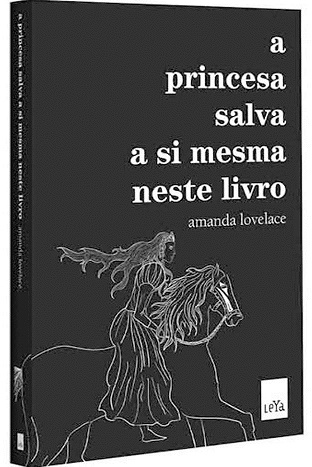 a
princesa
salva
a si mesma
neste livro
amanda lovelace
LeYa
a princesa salva a si mesma neste livro amanda lovelace